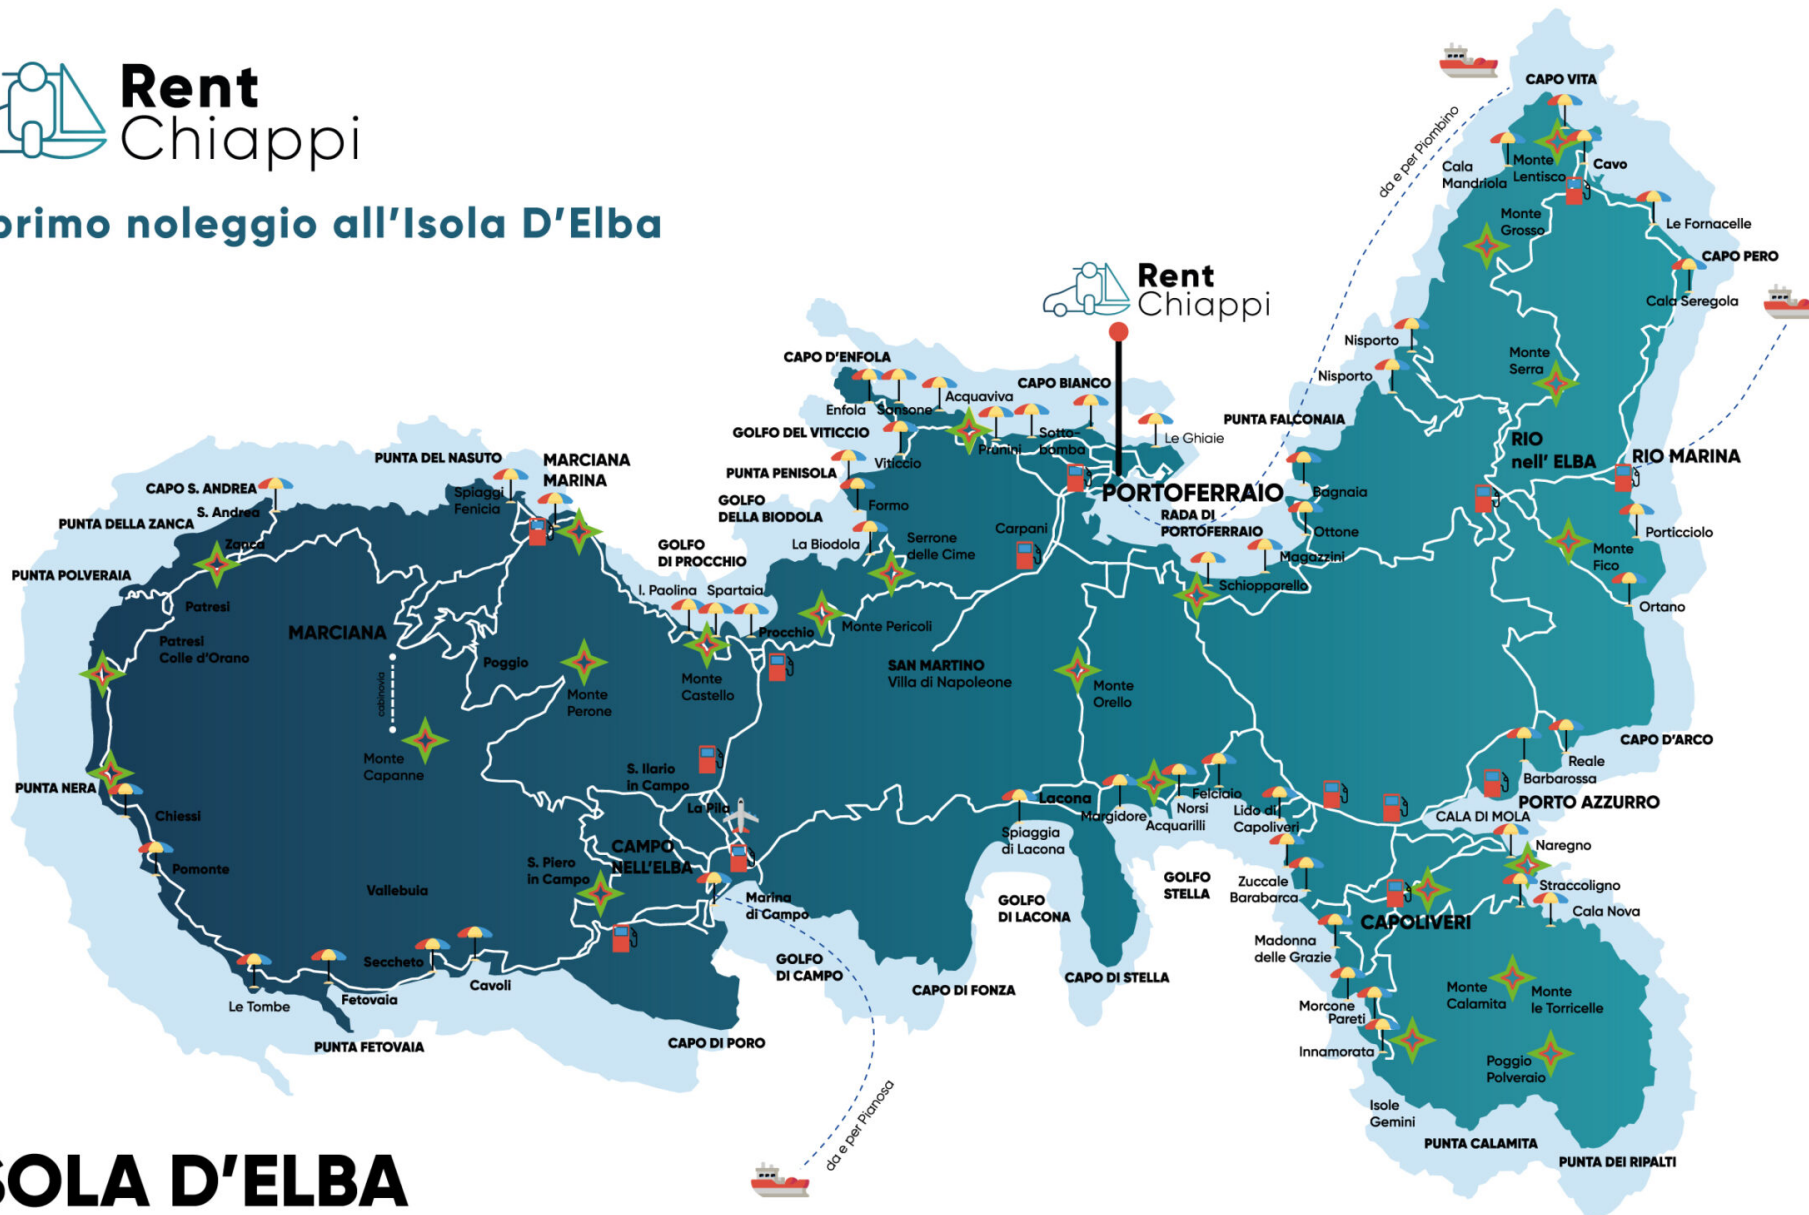 Rent
Chiappi
primo noleggio all'Isola D'Elba
CAPO VITA
da e per Piombino
Cala
Mandriola
Monte
Lentisco
Cavo
Monte
Grosso
Le Fornacelle
CAPO PERO
Cala Seregola
Rent
Chiappi
Nisporto
Nisporto
Monte
Serra
CAPO D'ENFOLA
CAPO BIANCO
Enfola
Sansone
Acquaviva
GOLFO DEL VITICCIO
Viticcio
Prunini
Sotto-
bomba
Le Ghiaie
PUNTA FALCONAIA
RIO
nell' ELBA
RIO MARINA
PUNTA DEL NASUTO
MARCIANA
MARINA
PUNTA PENISOLA
CAPO S. ANDREA
S. Andrea
Spiaggi
Fenicia
GOLFO
DELLA BIODOLA
Formo
PORTOFERRAIO
RADA DI
PORTOFERRAIO
Bagnaia
Ottone
Porticciolo
PUNTA DELLA ZANCA
Zanca
GOLFO
DI PROCCHIO
La Biodola
Serrone
delle Cime
Carpani
Magazzini
Schiopparello
Monte
Fico
Ortano
PUNTA POLVERAIA
Patresi
Patresi
Colle d'Orano
MARCIANA
cabinovia
Poggio
I. Paolina
Spartaia
Procchio
Monte Pericoli
Monte
Perone
Monte
Castello
SAN MARTINO
Villa di Napoleone
Monte
Orello
Monte
Capanne
CAPO D'ARCO
Reale
Barbarossa
PORTO AZZURRO
CALA DI MOLA
PUNTA NERA
Chiessi
Pomonte
S. Ilario
in Campo
La Pila
CAMPO
NELL'ELBA
S. Piero
in Campo
Vallebuia
Marina
di Campo
Lacona
Spiaggia
di Lacona
Margidore
Acquarilli
Norsi
Felciaio
Lido di
Capoliveri
Naregno
Straccoligno
Cala Nova
Zuccale
Barabarca
GOLFO
STELLA
GOLFO
DI LACONA
CAPOLIVERI
Madonna
delle Grazie
Le Tombe
Fetovaia
Seccheto
Cavoli
GOLFO
DI CAMPO
CAPO DI FONZA
CAPO DI STELLA
Monte
Calamita
Monte
le Torricelle
Morcone
Pareti
Innamorata
PUNTA FETOVAIA
CAPO DI PORO
Poggio
Polveraio
Isole
Gemini
PUNTA CALAMITA
PUNTA DEI RIPALTI
da e per Pianosa
SOLA D'ELBA